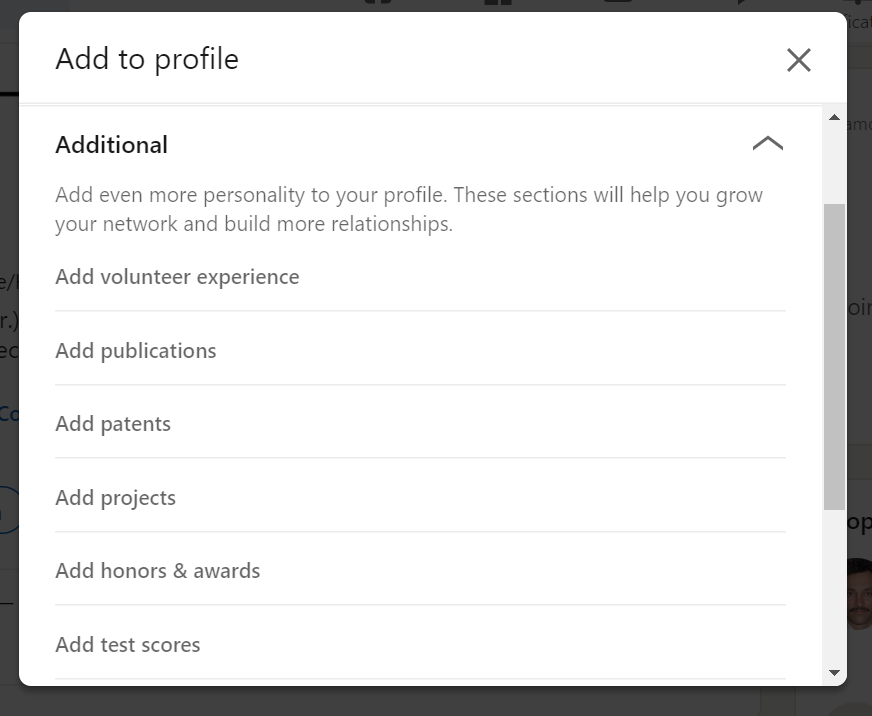 Add to profile
Additional
Add even more personality to your profile. These sections will help you grow
your network and build more relationships.
Add volunteer experience
Add publications
Add patents
Add projects
Add honors & awards
Add test scores